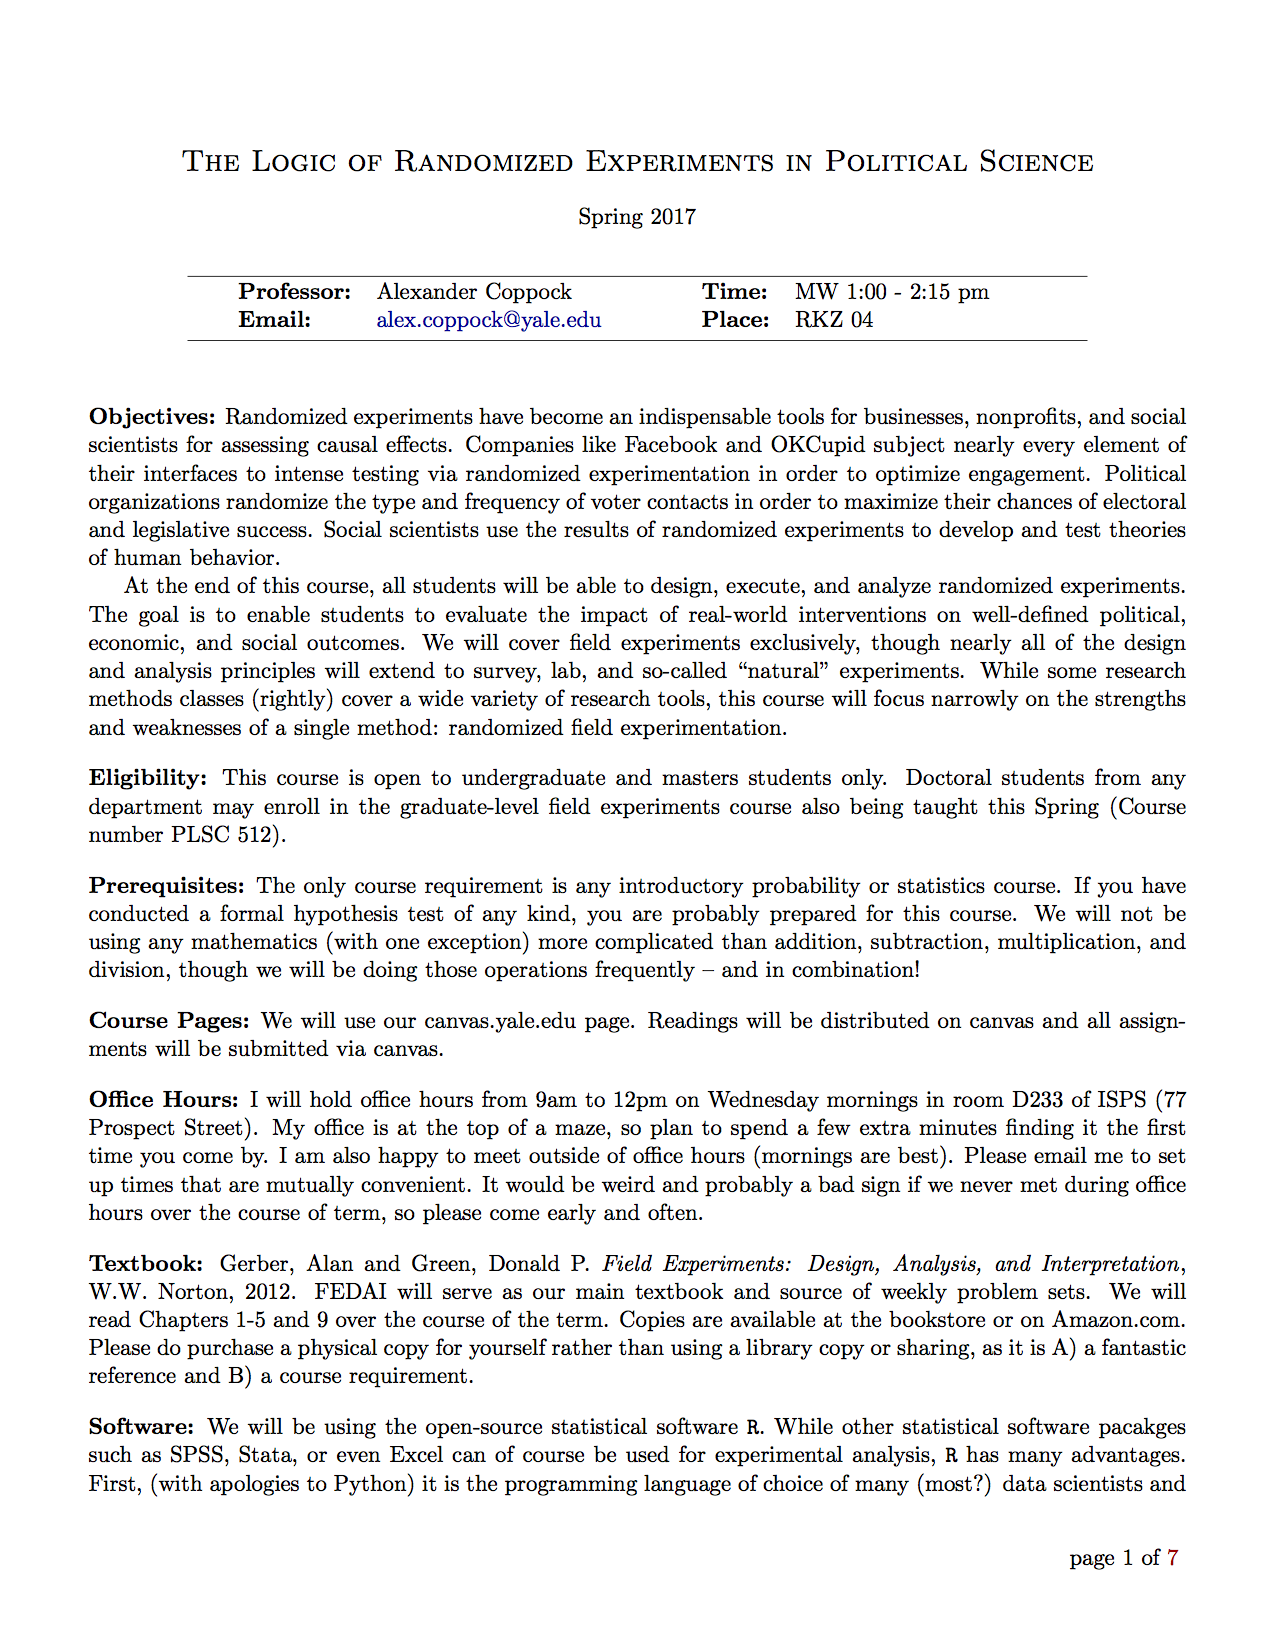 The Logic of Randomized Experiments in Political Science
Spring 2017
Professor: Alexander Coppock Time: MW 1:00 - 2:15 pm
Email: alex.coppock@yale.edu Place: RKZ 04
Objectives: Randomized experiments have become an indispensable tools for businesses, nonprofits, and social
scientists for assessing causal effects. Companies like Facebook and OKCupid subject nearly every element of
their interfaces to intense testing via randomized experimentation in order to optimize engagement. Political
organizations randomize the type and frequency of voter contacts in order to maximize their chances of electoral
and legislative success. Social scientists use the results of randomized experiments to develop and test theories
of human behavior.
At the end of this course, all students will be able to design, execute, and analyze randomized experiments.
The goal is to enable students to evaluate the impact of real-world interventions on well-defined political,
economic, and social outcomes. We will cover field experiments exclusively, though nearly all of the design
and analysis principles will extend to survey, lab, and so-called “natural” experiments. While some research
methods classes (rightly) cover a wide variety of research tools, this course will focus narrowly on the strengths
and weaknesses of a single method: randomized field experimentation.
Eligibility: This course is open to undergraduate and masters students only. Doctoral students from any
department may enroll in the graduate-level field experiments course also being taught this Spring (Course
number PLSC 512).
Prerequisites: The only course requirement is any introductory probability or statistics course. If you have
conducted a formal hypothesis test of any kind, you are probably prepared for this course. We will not be
using any mathematics (with one exception) more complicated than addition, subtraction, multiplication, and
division, though we will be doing those operations frequently – and in combination!
Course Pages: We will use our canvas.yale.edu page. Readings will be distributed on canvas and all assign-
ments will be submitted via canvas.
Office Hours: I will hold office hours from 9am to 12pm on Wednesday mornings in room D233 of ISPS (77
Prospect Street). My office is at the top of a maze, so plan to spend a few extra minutes finding it the first
time you come by. I am also happy to meet outside of office hours (mornings are best). Please email me to set
up times that are mutually convenient. It would be weird and probably a bad sign if we never met during office
hours over the course of term, so please come early and often.
Textbook: Gerber, Alan and Green, Donald P. Field Experiments: Design, Analysis, and Interpretation,
W.W. Norton, 2012. FEDAI will serve as our main textbook and source of weekly problem sets. We will
read Chapters 1-5 and 9 over the course of the term. Copies are available at the bookstore or on Amazon.com.
Please do purchase a physical copy for yourself rather than using a library copy or sharing, as it is A) a fantastic
reference and B) a course requirement.
Software: We will be using the open-source statistical software R. While other statistical software pacakges
such as SPSS, Stata, or even Excel can of course be used for experimental analysis, R has many advantages.
First, (with apologies to Python) it is the programming language of choice of many (most?) data scientists and
page 1 of 7